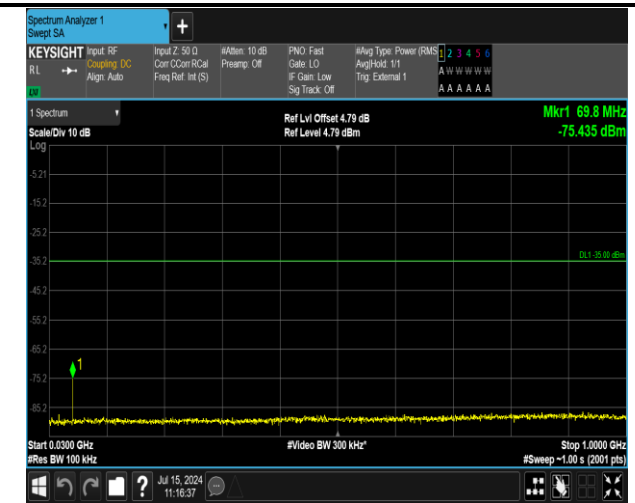 Spectrum Analyzer 1
Swept SA
+
KEYSIGHT
RL
Input: RF
Coupling: DC
Align: Auto
Input Z: 50 Ω
Corr CCorr RCal
Freq Ref: Int (S)
#Atten: 10 dB
Preamp: Off
PNO: Fast
Gate: LO
IF Gain: Low
Sig Track: Off
#Avg Type: Power (RMS
Avg|Hold: 1/1
Trig: External 1
1 2 3 4 5 6
A W W W W W
A A A A A A
1 Spectrum
Scale/Div 10 dB
Log
Ref Lvl Offset 4.79 dB
Ref Level 4.79 dBm
Mkr1 69.8 MHz
-75.435 dBm
-5.21
-15.2
-25.2
-35.2
DL1 -35.00 dBm
-45.2
-55.2
-65.2
1
-75.2
-85.2
Start 0.0300 GHz
#Res BW 100 kHz
#Video BW 300 kHz*
Stop 1.0000 GHz
#Sweep ~1.00 s (2001 pts)
?
Jul 15, 2024
11:16:37